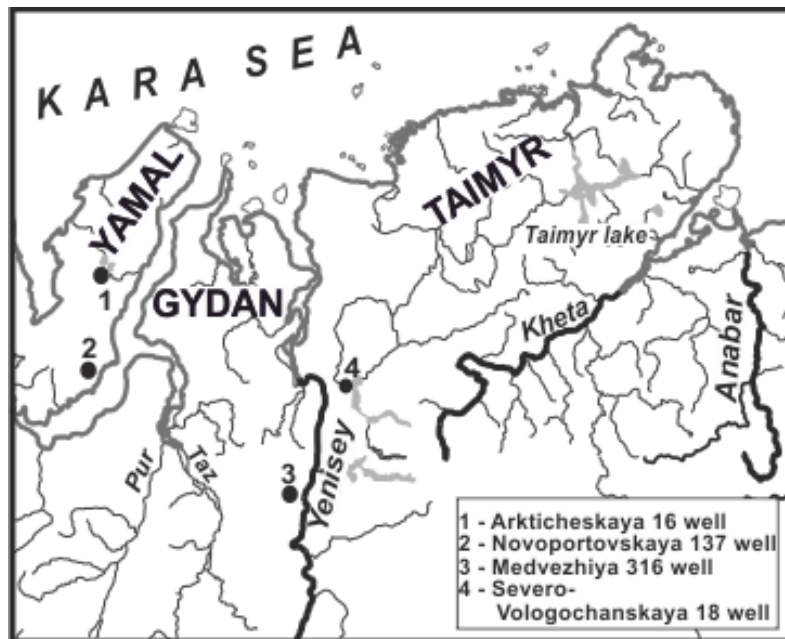 KARA SEA
YAMAL
TAIMYR
Taimyr lake
GYDAN
1
Kheta
Anabar
2
4
Pur
Taz
3
Yenisey
1 - Arkticheskaya 16 well
2 - Novoportovskaya 137 well
3 - Medvezhiya 316 well
4 - Severo-
Vologochanskaya 18 well